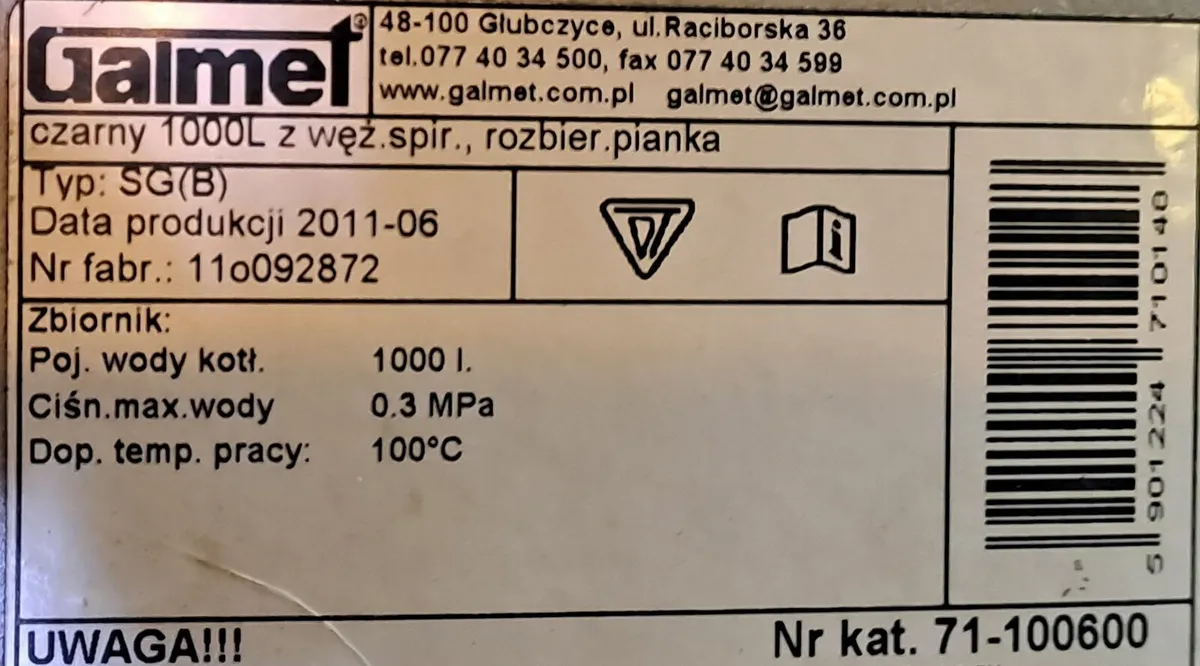 Galmet®
48-100 Głubczyce, ul.Raciborska 36
tel.077 40 34 500, fax 077 40 34 599
www.galmet.com.pl galmet@galmet.com.pl
czarny 1000L z węż.spir., rozbier.pianka
Typ: SG(B)
Data produkcji 2011-06
Nr fabr.: 11o092872
DT
i
Zbiornik:
Poj. wody kotł. 1000 l.
Ciśn.max.wody 0.3 MPa
Dop. temp. pracy: 100°C
5 901224 710140
UWAGA!!! Nr kat. 71-100600